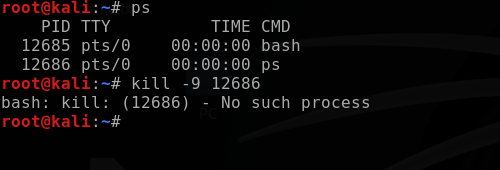 root@kali:~# ps
PID TTY TIME CMD
12685 pts/0 00:00:00 bash
12686 pts/0 00:00:00 ps
root@kali:~# kill -9 12686
bash: kill: (12686) - No such process
root@kali:~#